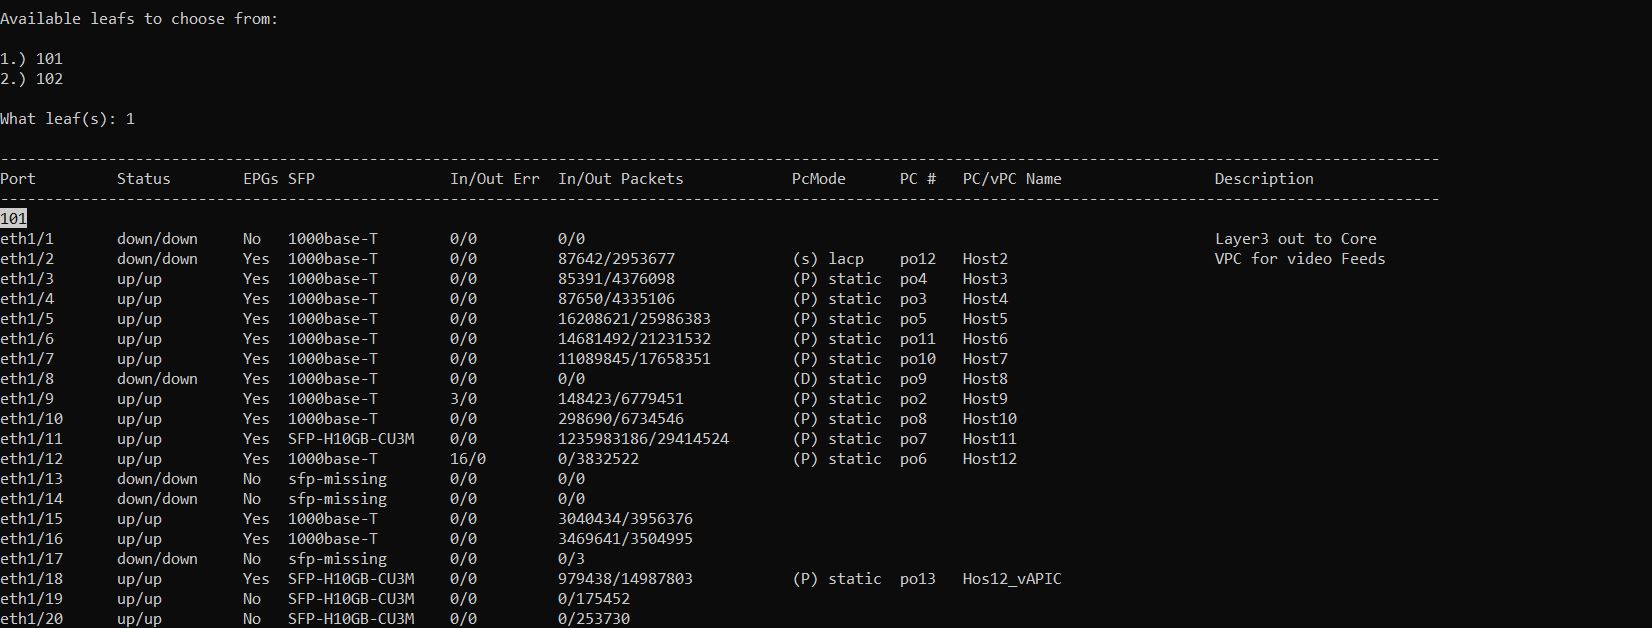 Available leafs to choose from:
1.) 101
2.) 102
What leaf(s): 1
----------------------------------------------------------------------------------------------------------------------------------------------------------------
Port         Status        EPGs SFP               In/Out Err  In/Out Packets            PcMode      PC #   PC/vPC Name                 Description
----------------------------------------------------------------------------------------------------------------------------------------------------------------
101
eth1/1       down/down     No   1000base-T        0/0         0/0                                                                      Layer3 out to Core
eth1/2       down/down     Yes  1000base-T        0/0         87642/2953677             (s) lacp    po12   Host2                       VPC for video Feeds
eth1/3       up/up         Yes  1000base-T        0/0         85391/4376098             (P) static  po4    Host3
eth1/4       up/up         Yes  1000base-T        0/0         87650/4335106             (P) static  po3    Host4
eth1/5       up/up         Yes  1000base-T        0/0         16208621/25986383         (P) static  po5    Host5
eth1/6       up/up         Yes  1000base-T        0/0         14681492/21231532         (P) static  po11   Host6
eth1/7       up/up         Yes  1000base-T        0/0         11089845/17658351         (P) static  po10   Host7
eth1/8       down/down     Yes  1000base-T        0/0         0/0                       (D) static  po9    Host8
eth1/9       up/up         Yes  1000base-T        3/0         148423/6779451            (P) static  po2    Host9
eth1/10      up/up         Yes  1000base-T        0/0         298690/6734546            (P) static  po8    Host10
eth1/11      up/up         Yes  SFP-H10GB-CU3M    0/0         1235983186/29414524       (P) static  po7    Host11
eth1/12      up/up         Yes  1000base-T        16/0        0/3832522                 (P) static  po6    Host12
eth1/13      down/down     No   sfp-missing       0/0         0/0
eth1/14      down/down     No   sfp-missing       0/0         0/0
eth1/15      up/up         Yes  1000base-T        0/0         3040434/3956376
eth1/16      up/up         Yes  1000base-T        0/0         3469641/3504995
eth1/17      down/down     No   sfp-missing       0/0         0/3
eth1/18      up/up         Yes  SFP-H10GB-CU3M    0/0         979438/14987803           (P) static  po13   Hos12_vAPIC
eth1/19      up/up         No   SFP-H10GB-CU3M    0/0         0/175452
eth1/20      up/up         No   SFP-H10GB-CU3M    0/0         0/253730